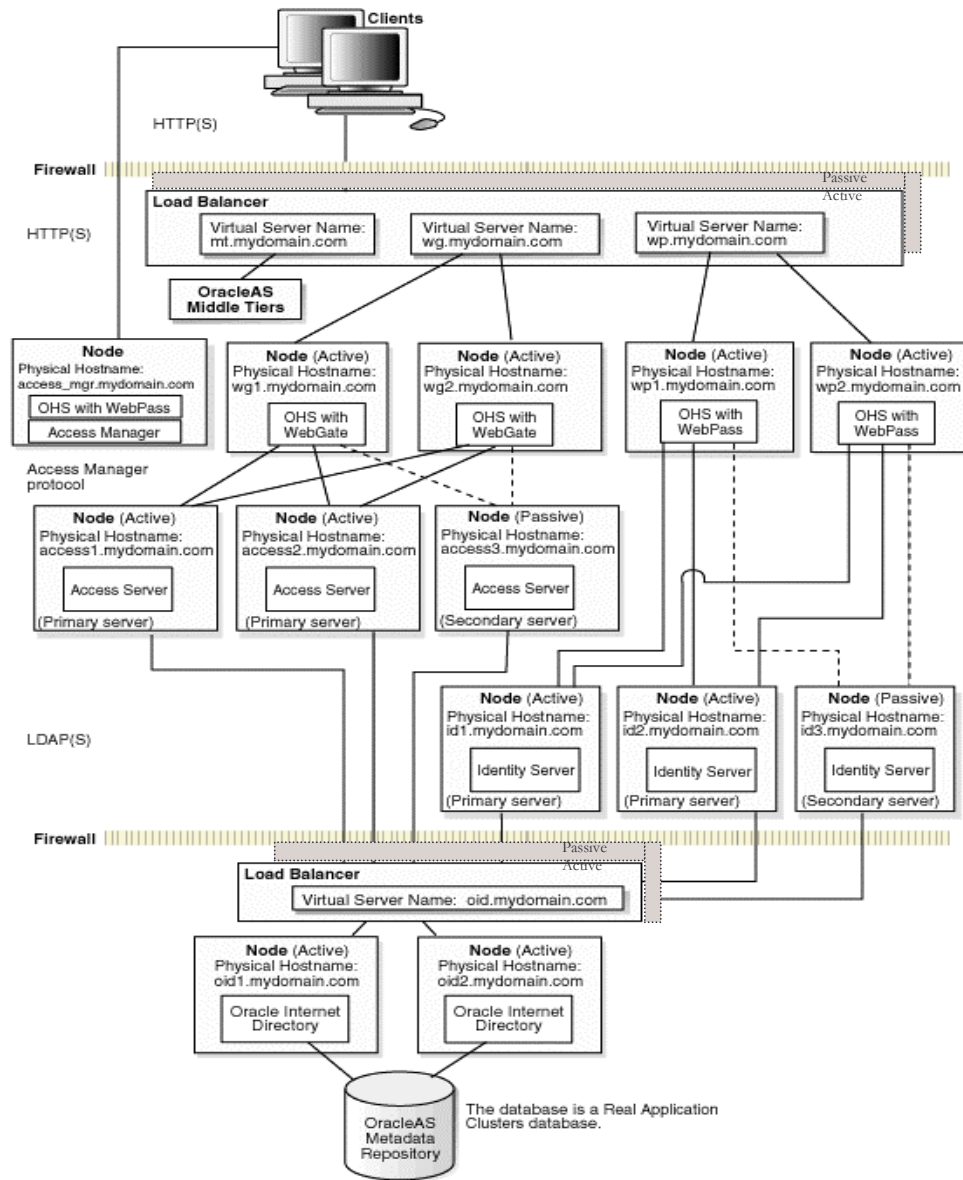 Clients
HTTP(S)
Firewall
Passive
Active
Load Balancer
HTTP(S)
Virtual Server Name:
mt.mydomain.com
Virtual Server Name:
wg.mydomain.com
Virtual Server Name:
wp.mydomain.com
OracleAS
Middle Tiers
Node
Physical Hostname:
access_mgr.mydomain.com
OHS with WebPass
Access Manager
Node (Active)
Physical Hostname:
wg1.mydomain.com
OHS with
WebGate
Node (Active)
Physical Hostname:
wg2.mydomain.com
OHS with
WebGate
Node (Active)
Physical Hostname:
wp1.mydomain.com
OHS with
WebPass
Node (Active)
Physical Hostname:
wp2.mydomain.com
OHS with
WebPass
Access Manager
protocol
Node (Active)
Physical Hostname:
access1.mydomain.com
Access Server
(Primary server)
Node (Active)
Physical Hostname:
access2.mydomain.com
Access Server
(Primary server)
Node (Passive)
Physical Hostname:
access3.mydomain.com
Access Server
(Secondary server)
LDAP(S)
Node (Active)
Physical Hostname:
id1.mydomain.com
Identity Server
(Primary server)
Node (Active)
Physical Hostname:
id2.mydomain.com
Identity Server
(Primary server)
Node (Passive)
Physical Hostname:
id3.mydomain.com
Identity Server
(Secondary server)
Firewall
Passive
Active
Load Balancer
Virtual Server Name: oid.mydomain.com
Node (Active)
Physical Hostname:
oid1.mydomain.com
Oracle Internet
Directory
Node (Active)
Physical Hostname:
oid2.mydomain.com
Oracle Internet
Directory
OracleAS
Metadata
Repository
The database is a Real Application
Clusters database.